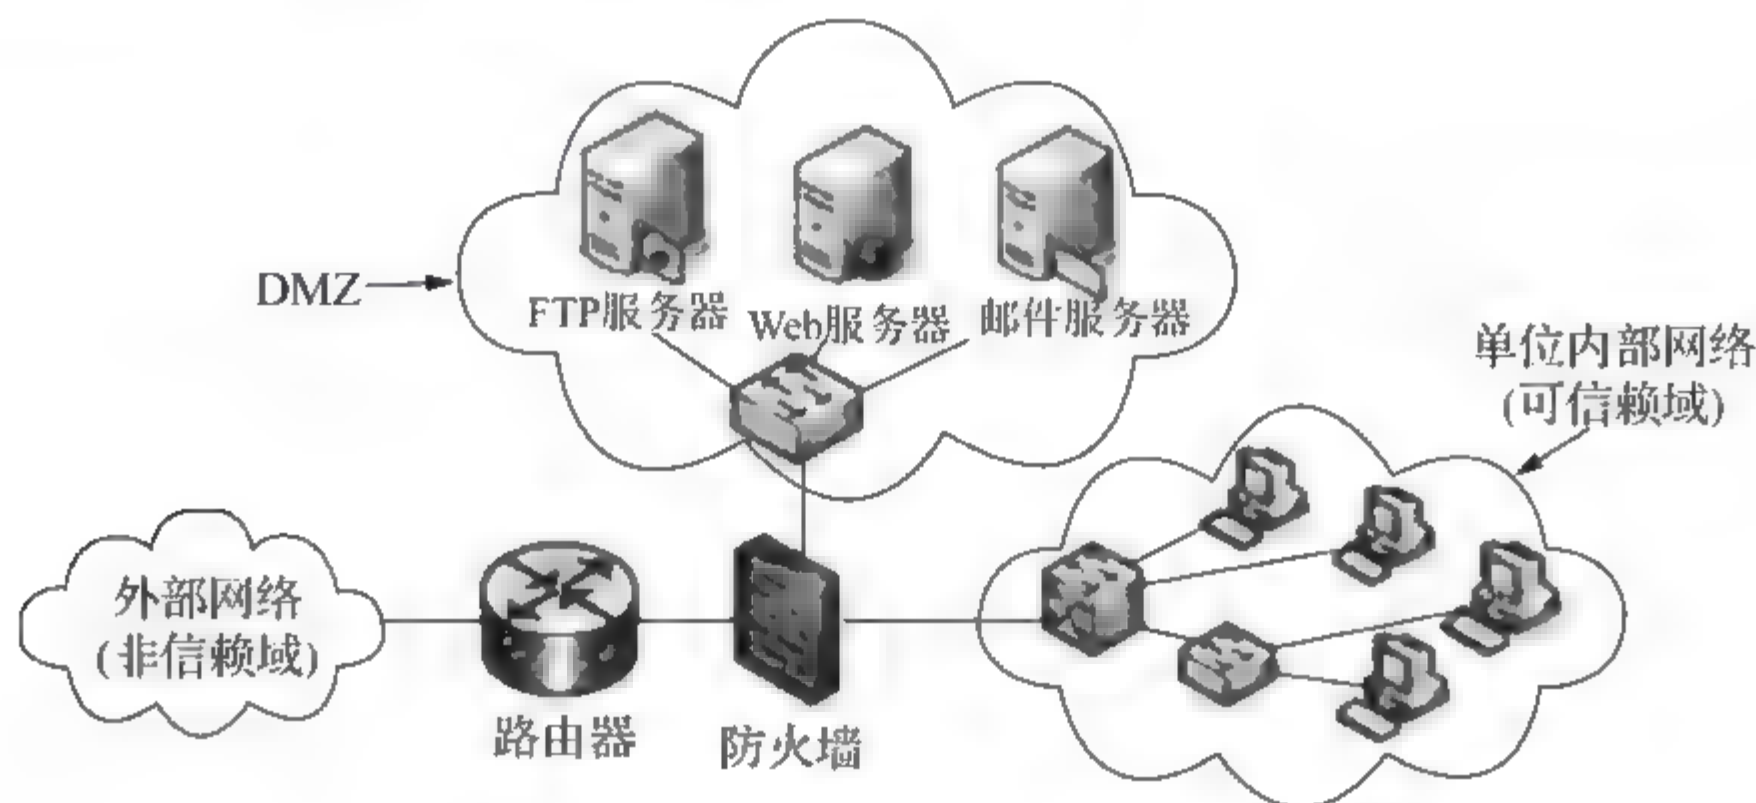 DMZ
FTP服务器
Web服务器
邮件服务器
单位内部网络
(可信赖域)
外部网络
(非信赖域)
路由器
防火墙